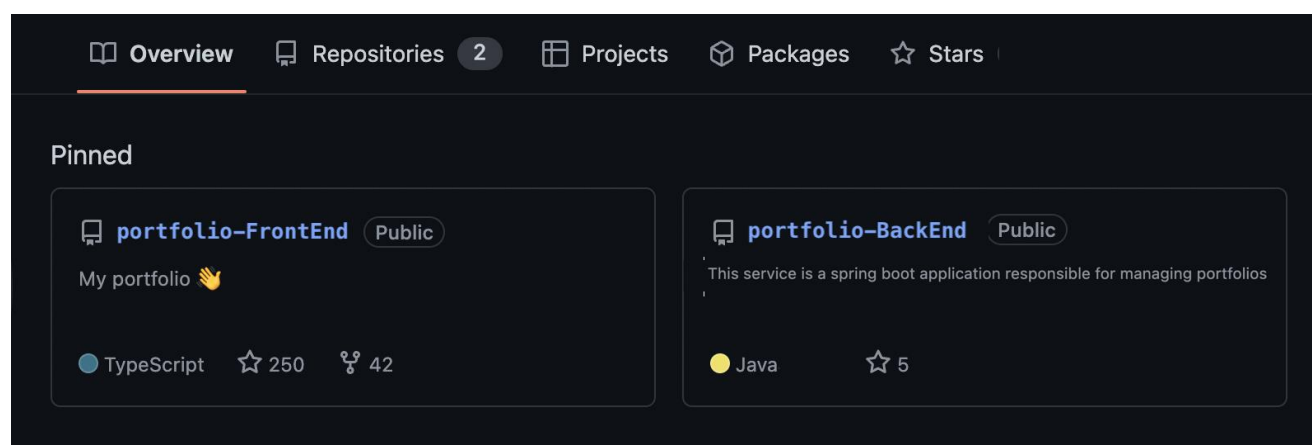 Overview Repositories 2 Projects Packages Stars
Pinned
portfolio-FrontEnd Public
My portfolio 👋
TypeScript 250 42
portfolio-BackEnd Public
This service is a spring boot application responsible for managing portfolios
Java 5